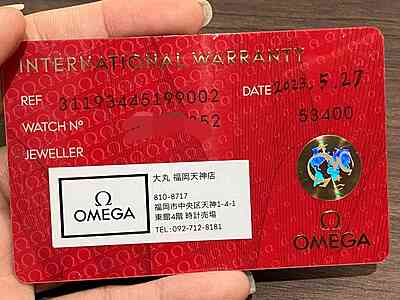 INTERNATIONAL WARRANTY
REF 31193445199002
DATE 2023.5.27
WATCH Nº 352
53400
JEWELLER
大丸 福岡天神店
810-8717
福岡市中央区天神1-4-1
東館4階 時計売場
TEL:092-712-8181
Ω
OMEGA
Ω
OMEGA